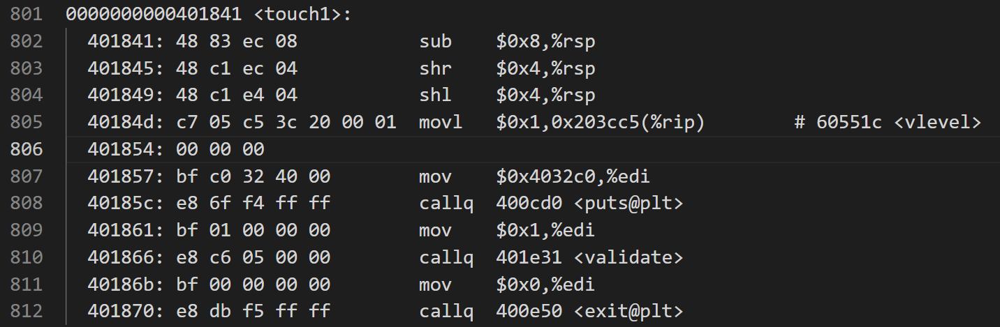 801 0000000000401841 <touch1>:
802 401841: 48 83 ec 08 sub $0x8,%rsp
803 401845: 48 c1 ec 04 shr $0x4,%rsp
804 401849: 48 c1 e4 04 shl $0x4,%rsp
805 40184d: c7 05 c5 3c 20 00 01 movl $0x1,0x203cc5(%rip) # 60551c <vlevel>
806 401854: 00 00 00
807 401857: bf c0 32 40 00 mov $0x4032c0,%edi
808 40185c: e8 6f f4 ff ff callq 400cd0 <puts@plt>
809 401861: bf 01 00 00 00 mov $0x1,%edi
810 401866: e8 c6 05 00 00 callq 401e31 <validate>
811 40186b: bf 00 00 00 00 mov $0x0,%edi
812 401870: e8 db f5 ff ff callq 400e50 <exit@plt>